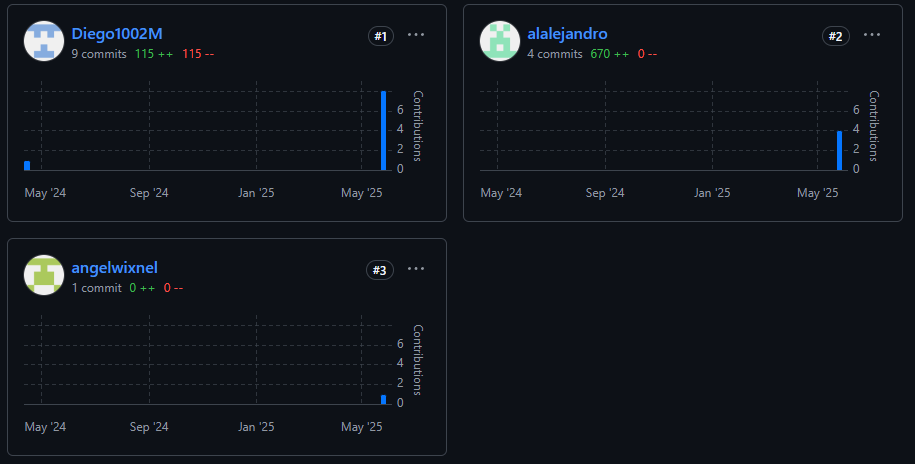 Diego1002M
#1
9 commits 115 ++ 115 --
6
4
2
0
Contributions
May '24 Sep '24 Jan '25 May '25
alalejandro
#2
4 commits 670 ++ 0 --
6
4
2
0
Contributions
May '24 Sep '24 Jan '25 May '25
angelwixnel
#3
1 commit 0 ++ 0 --
6
4
2
0
Contributions
May '24 Sep '24 Jan '25 May '25